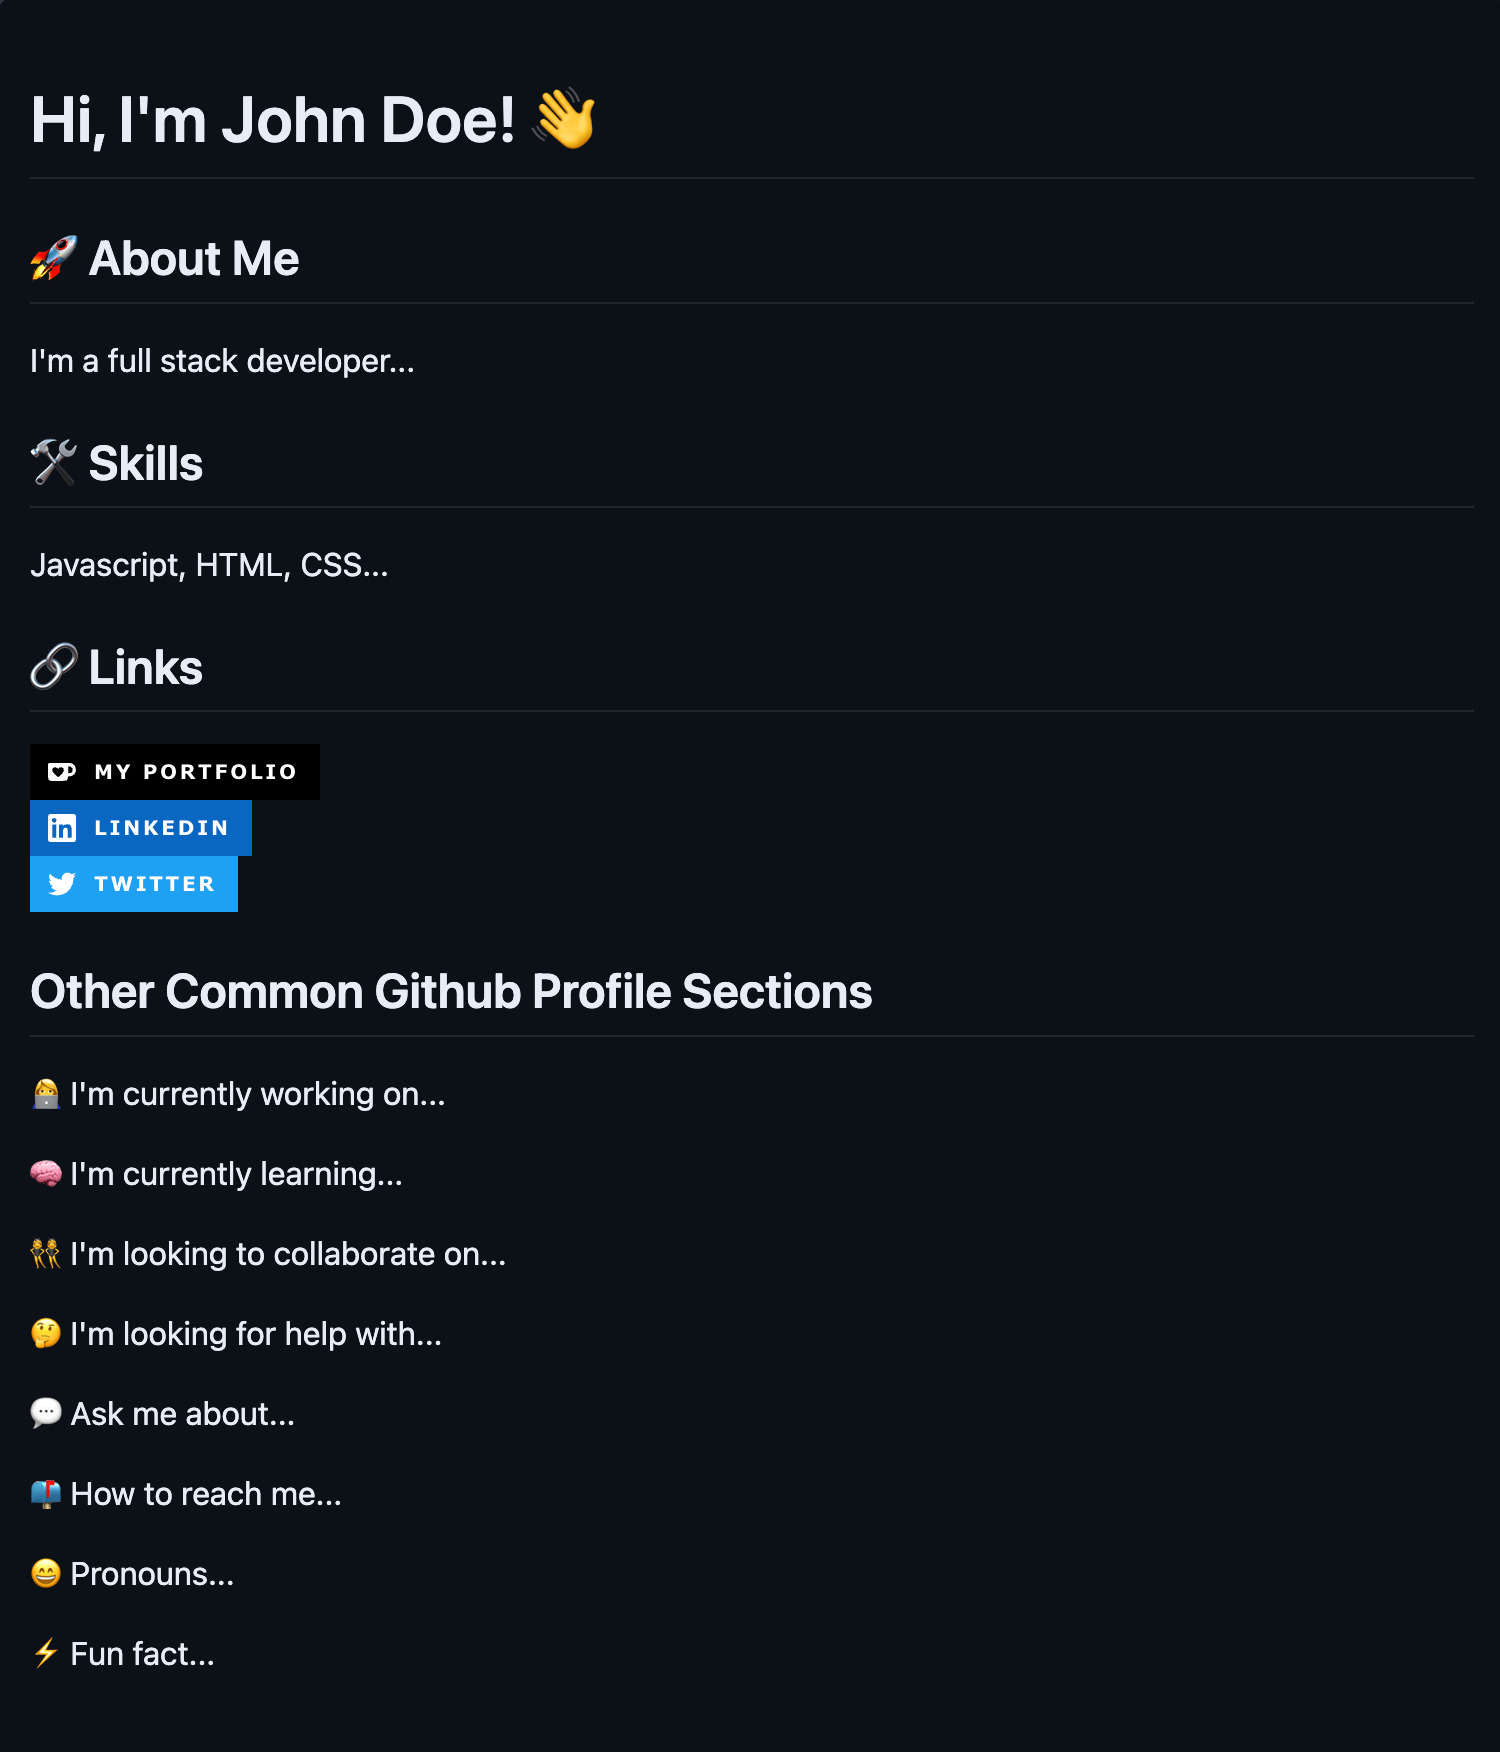 Hi, I'm John Doe! 👋
🚀 About Me
I'm a full stack developer...
🛠 Skills
Javascript, HTML, CSS...
🔗 Links
MY PORTFOLIO
LINKEDIN
TWITTER
Other Common Github Profile Sections
👩‍💻 I'm currently working on...
🧠 I'm currently learning...
👯‍♀️ I'm looking to collaborate on...
🤔 I'm looking for help with...
💬 Ask me about...
📫 How to reach me...
😄 Pronouns...
⚡️ Fun fact...